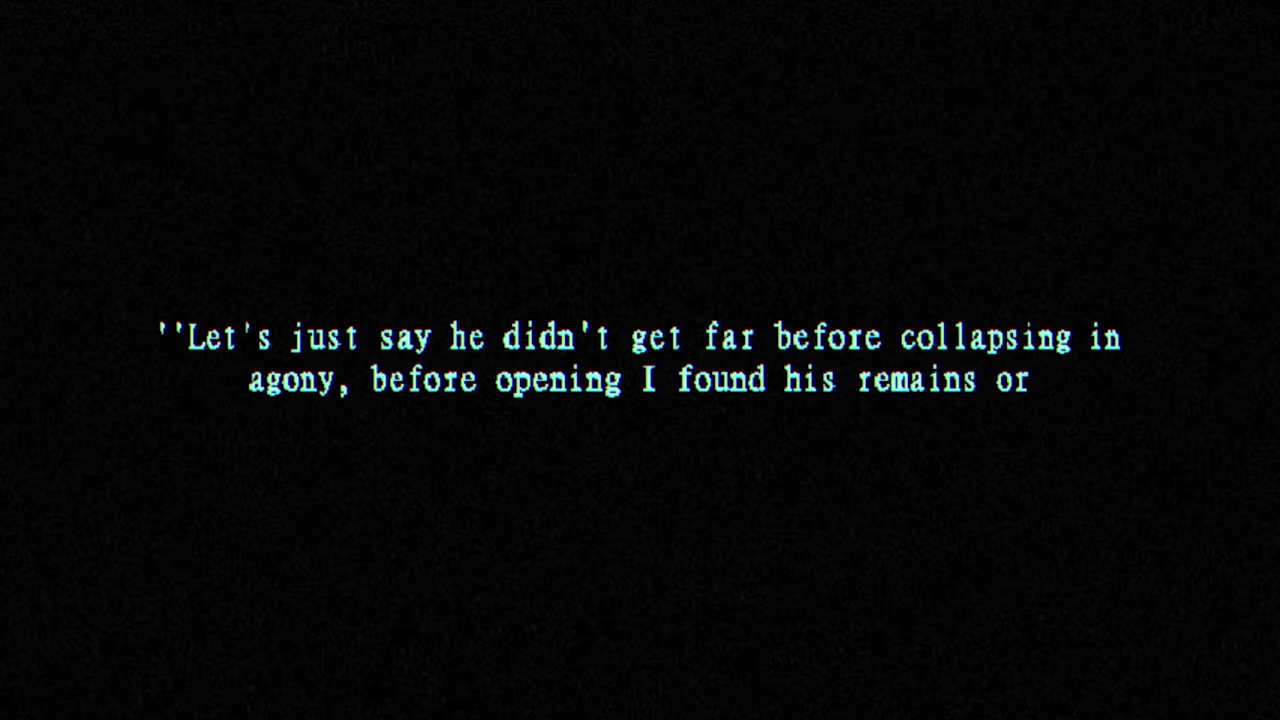 ''Let's just say he didn't get far before collapsing in
agony, before opening I found his remains or